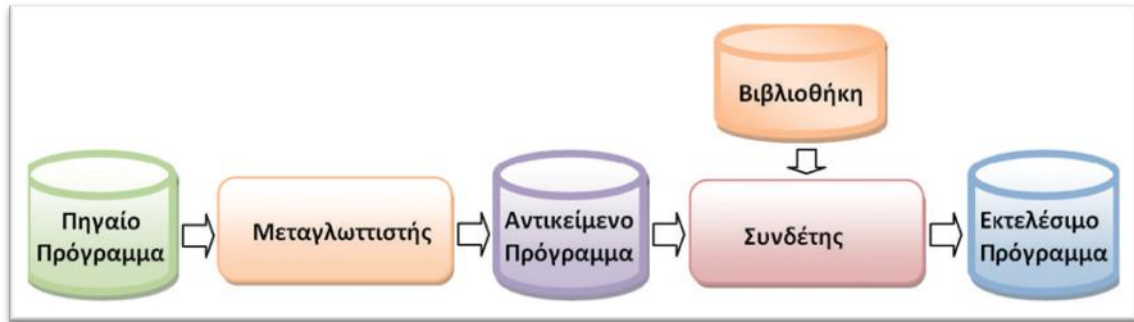 Βιβλιοθήκη
Πηγαίο
Πρόγραμμα
Μεταγλωττιστής
Αντικείμενο
Πρόγραμμα
Συνδέτης
Εκτελέσιμο
Πρόγραμμα